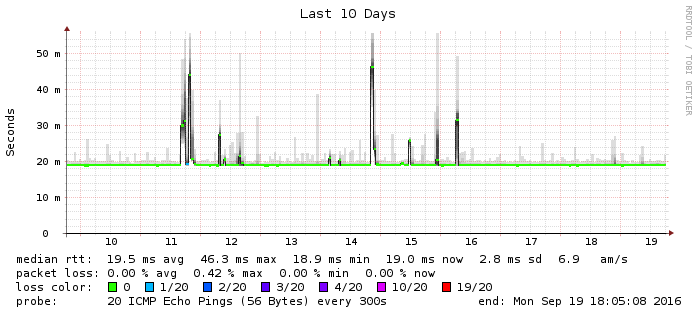 Last 10 Days
RRDTOOL / TOBI OETIKER
Seconds
50 m
40 m
30 m
20 m
10 m
0
10 11 12 13 14 15 16 17 18 19
median rtt: 19.5 ms avg 46.3 ms max 18.9 ms min 19.0 ms now 2.8 ms sd 6.9 am/s
packet loss: 0.00 % avg 0.42 % max 0.00 % min 0.00 % now
loss color: 0 1/20 2/20 3/20 4/20 10/20 19/20
probe: 20 ICMP Echo Pings (56 Bytes) every 300s end: Mon Sep 19 18:05:08 2016